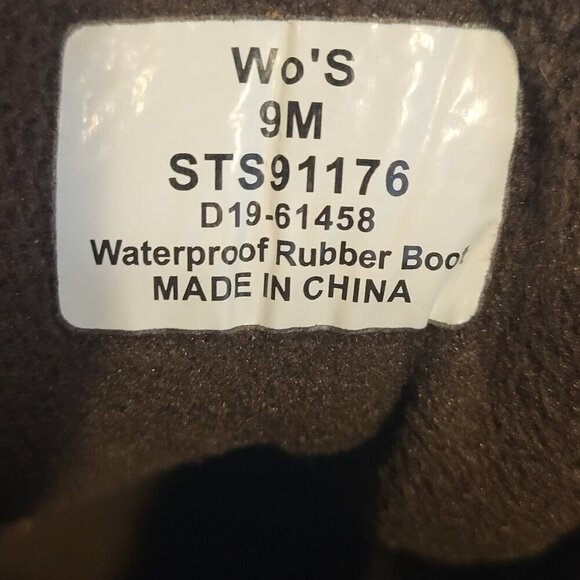 Wo'S
9M
STS91176
D19-61458
Waterproof Rubber Boot
MADE IN CHINA